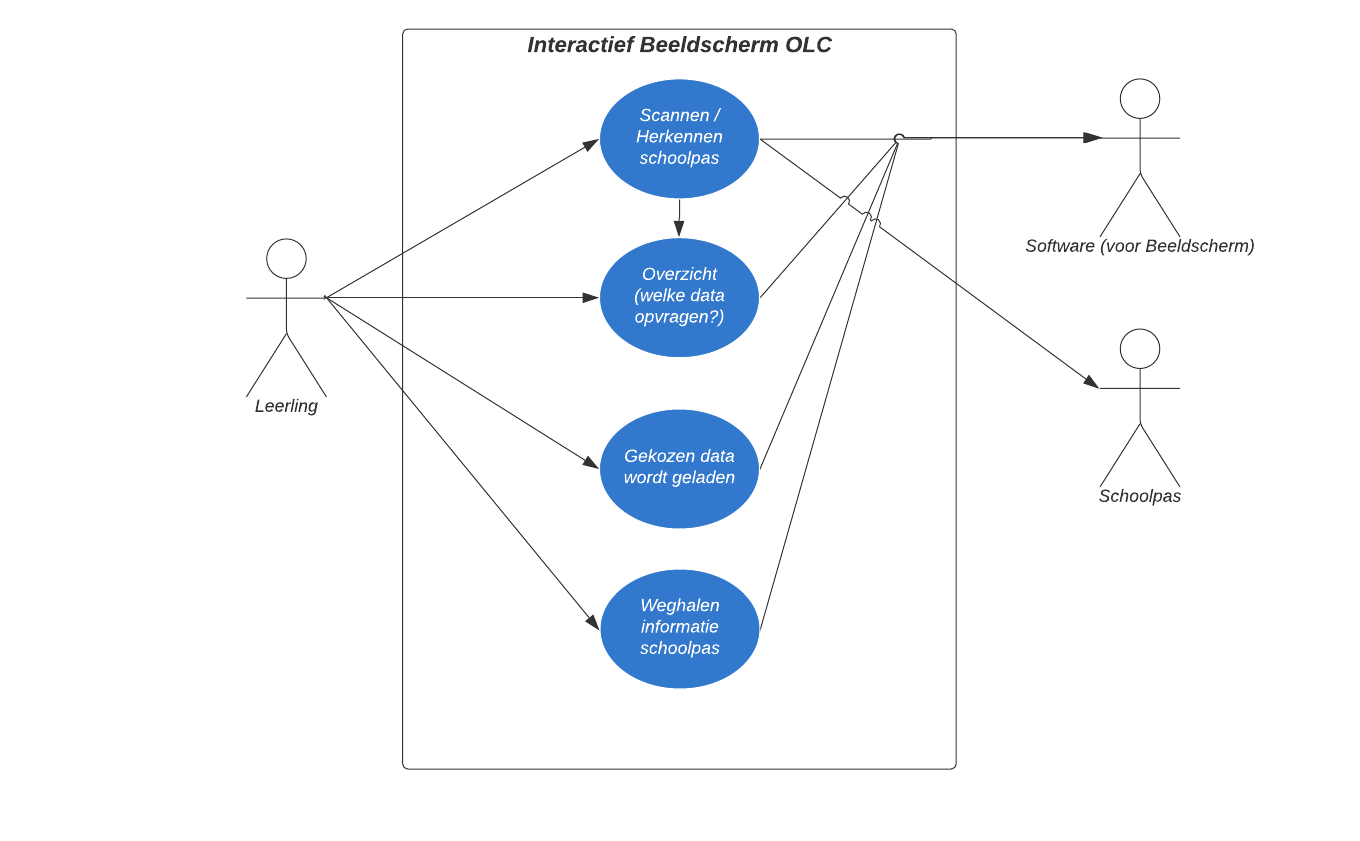 Interactief Beeldscherm OLC
Scannen /
Herkennen
schoolpas
Software (voor Beeldscherm)
Overzicht
(welke data
opvragen?)
Leerling
Gekozen data
wordt geladen
Schoolpas
Weghalen
informatie
schoolpas